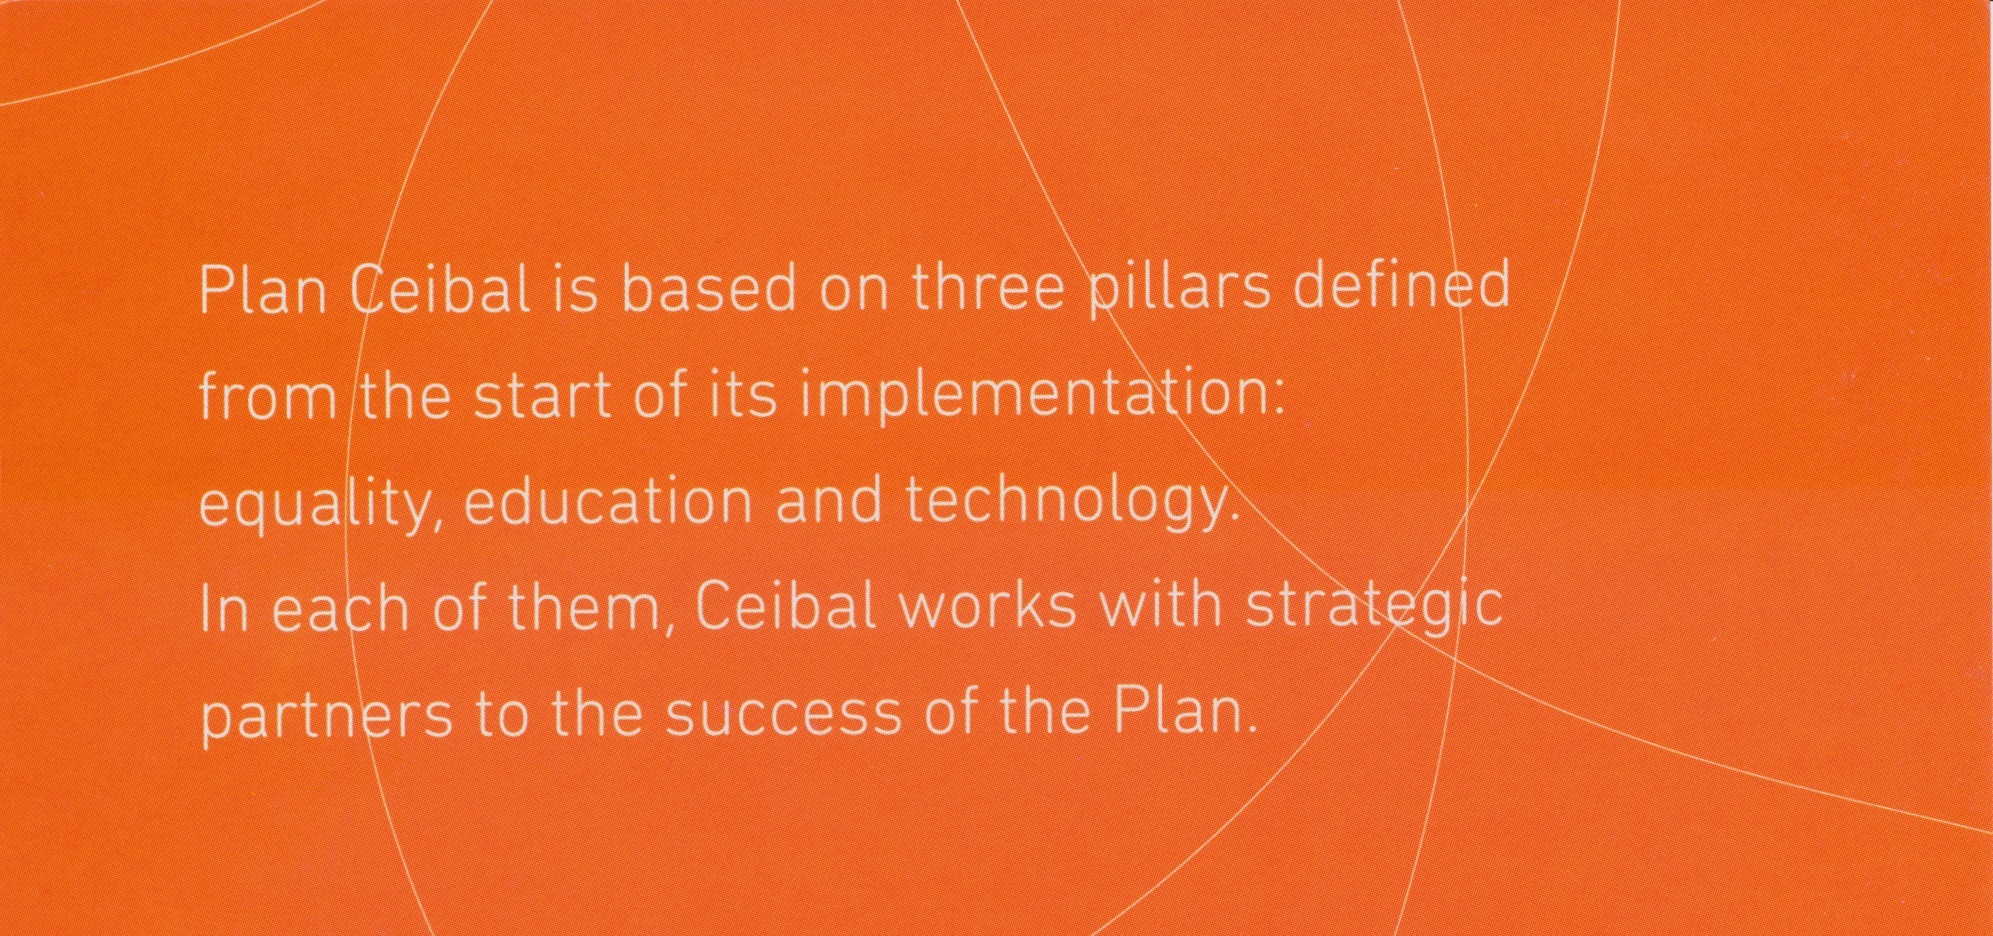 Plan Ceibal is based on three pillars defined
from the start of its implementation:
equality, education and technology.
In each of them, Ceibal works with strategic
partners to the success of the Plan.